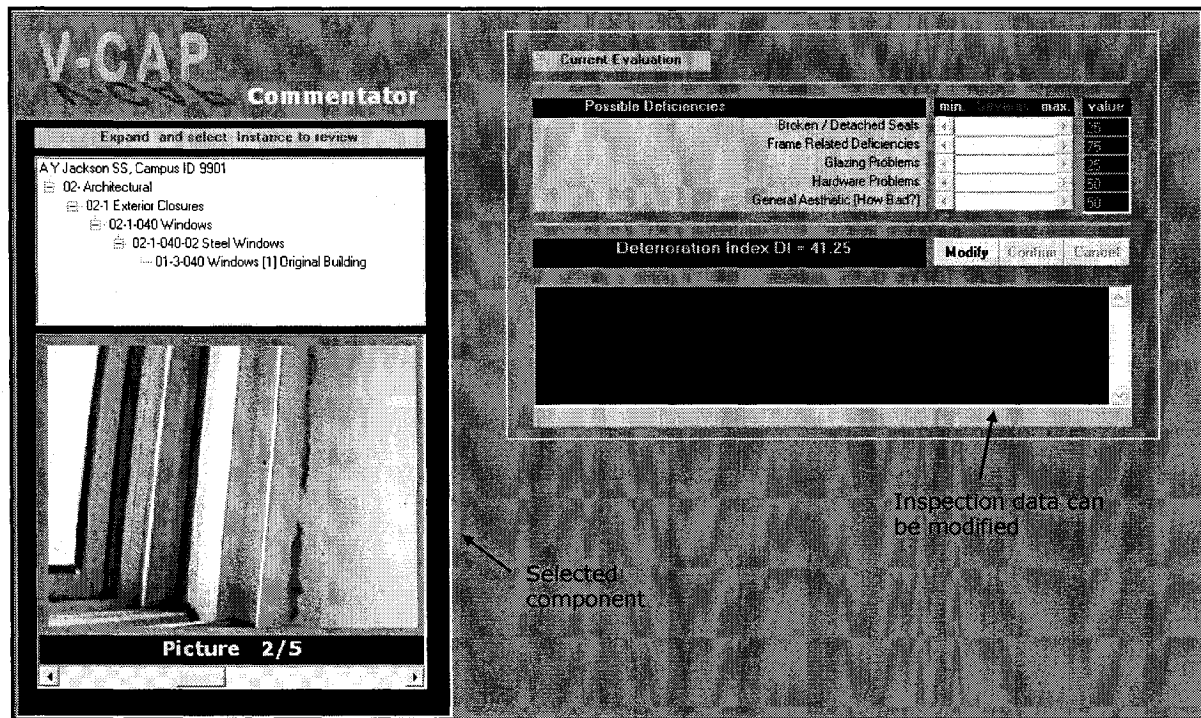 V-CAP
Commentator
Expand and select instance to review
A Y Jackson SS, Campus ID 9901
02- Architectural
02-1 Exterior Closures
02-1-040 Windows
02-1-040-02 Steel Windows
01-3-040 Windows [1] Original Building
Picture 2/5
Current Evaluation
Possible Deficiencies min. max. value
Broken / Detached Seals
Frame Related Deficiencies
Glazing Problems
Hardware Problems 50
General Aesthetic [How Bad?] 50
Deterioration Index DI = 41.25 Modify Confirm Cancel
Inspection data can
be modified
Selected
component